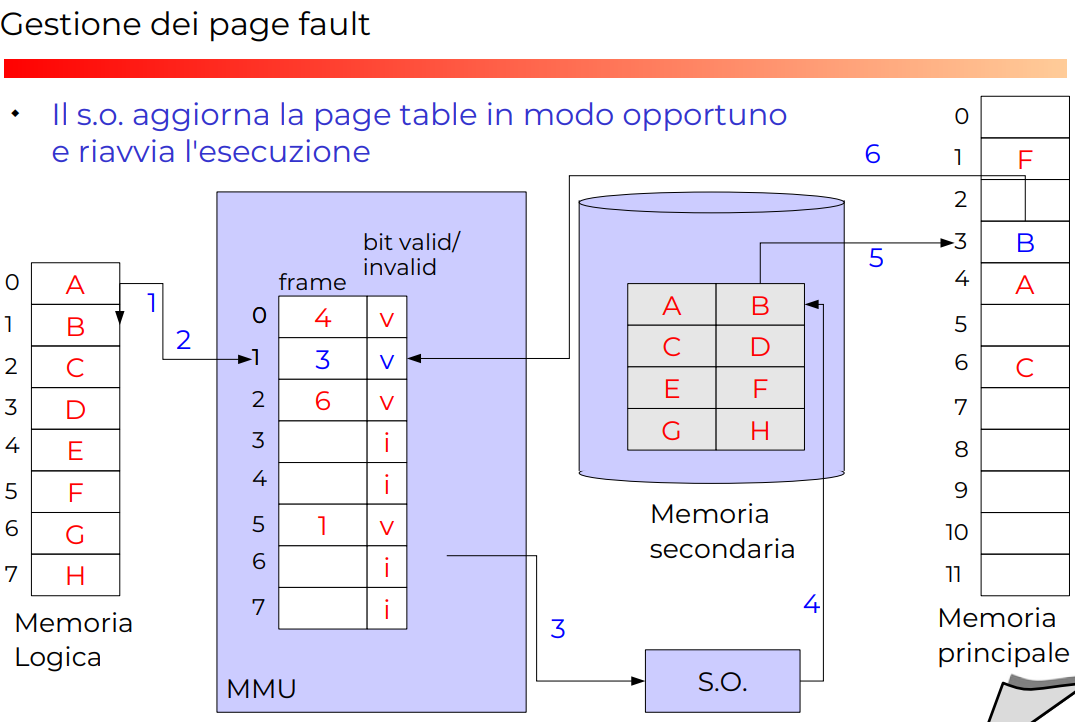 Gestione dei page fault
Il s.o. aggiorna la page table in modo opportuno
e riavvia l'esecuzione
0 A
1 B
2 C
3 D
4 E
5 F
6 G
7 H
Memoria
Logica
1
2
bit valid/
invalid
frame
0 4 v
1 3 v
2 6 v
3 i
4 i
5 1 v
6 i
7 i
MMU
3
S.O.
4
A B
C D
E F
G H
Memoria
secondaria
5
6
0
1 F
2
3 B
4 A
5
6 C
7
8
9
10
11
Memoria
principale